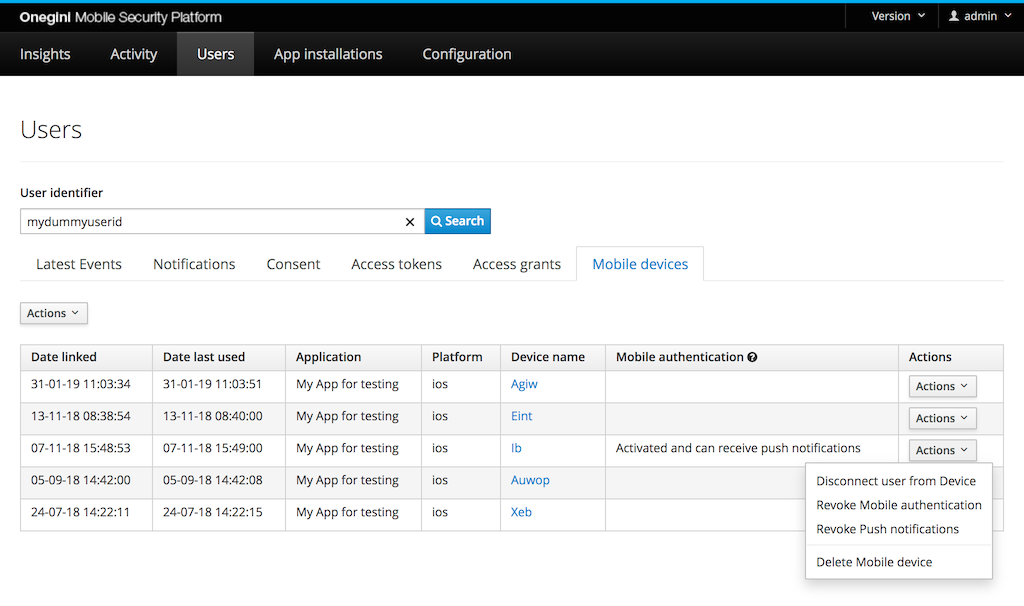 Onegini Mobile Security Platform Version admin
Insights Activity Users App installations Configuration
Users
User identifier
mydummyuserid Search
Latest Events Notifications Consent Access tokens Access grants Mobile devices
Actions
Date linked Date last used Application Platform Device name Mobile authentication Actions
31-01-19 11:03:34 31-01-19 11:03:51 My App for testing ios Agiw Actions
13-11-18 08:38:54 13-11-18 08:40:00 My App for testing ios Eint Actions
07-11-18 15:48:53 07-11-18 15:49:00 My App for testing ios Ib Activated and can receive push notifications Actions
05-09-18 14:42:00 05-09-18 14:42:08 My App for testing ios Auwop
24-07-18 14:22:11 24-07-18 14:22:15 My App for testing ios Xeb
Disconnect user from Device
Revoke Mobile authentication
Revoke Push notifications
Delete Mobile device